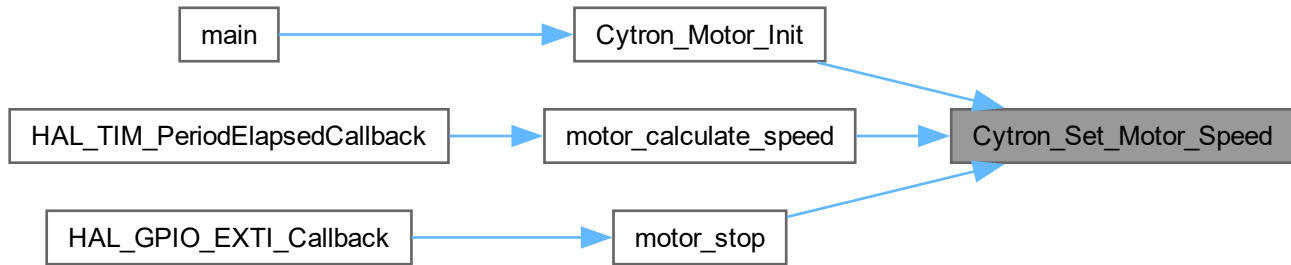 main
Cytron_Motor_Init
HAL_TIM_PeriodElapsedCallback
motor_calculate_speed
Cytron_Set_Motor_Speed
HAL_GPIO_EXTI_Callback
motor_stop